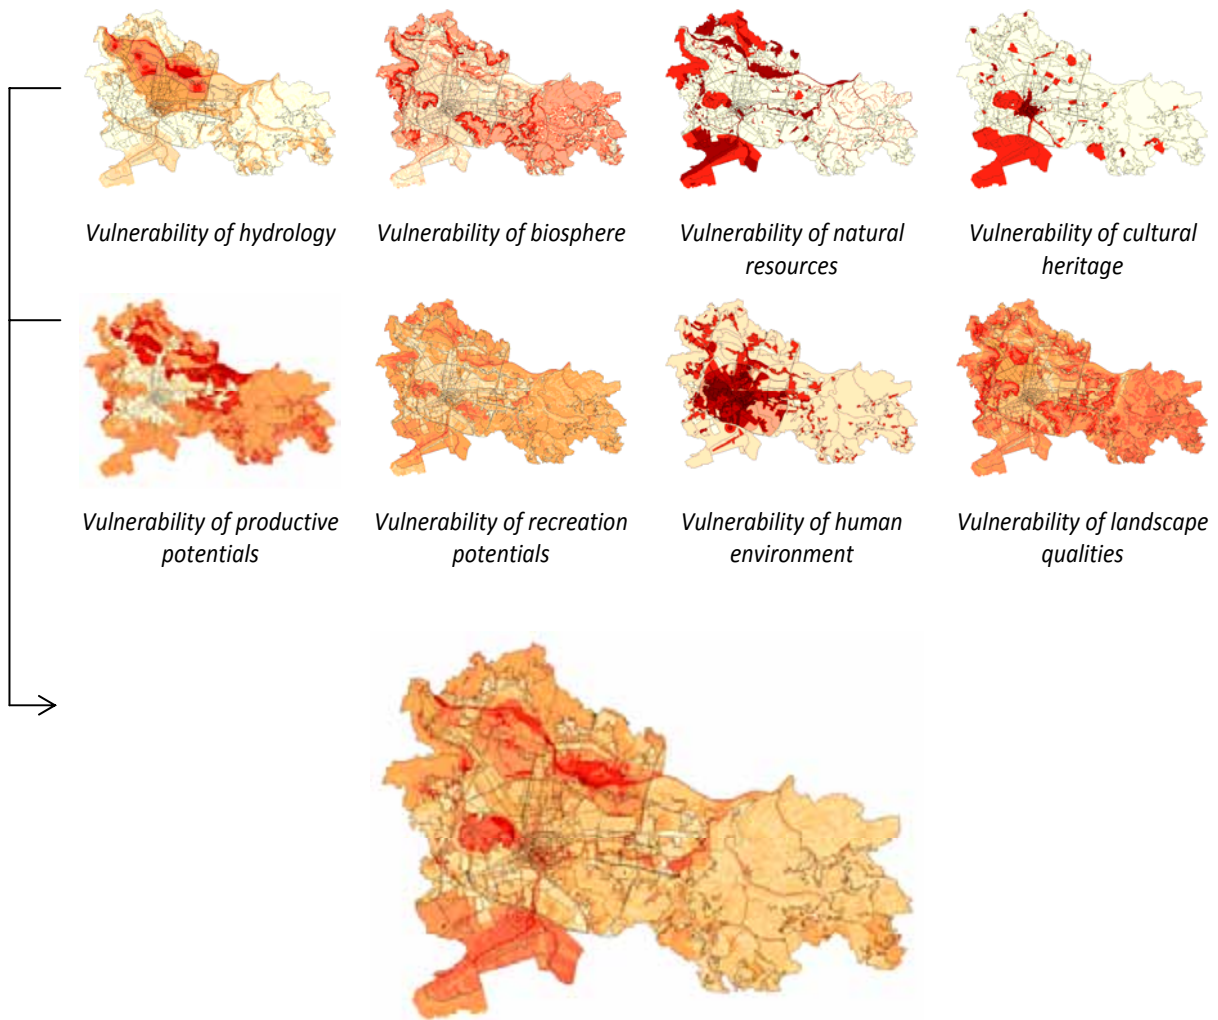 Vulnerability of hydrology
Vulnerability of biosphere
Vulnerability of natural
resources
Vulnerability of cultural
heritage
Vulnerability of productive
potentials
Vulnerability of recreation
potentials
Vulnerability of human
environment
Vulnerability of landscape
qualities